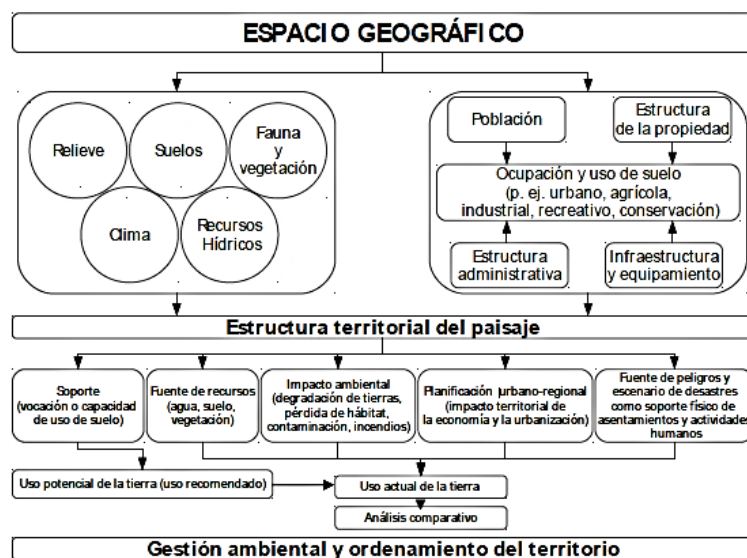 ESPACIO GEOGRÁFICO
Relieve
Suelos
Fauna
y
vegetación
Clima
Recursos
Hídricos
Población
Estructura
de la propiedad
Ocupación y uso de suelo
(p. ej. urbano, agrícola,
industrial, recreativo, conservación)
Estructura
administrativa
Infraestructura
y equipamiento
Estructura territorial del paisaje
Soporte
(vocación o capacidad
de uso de suelo)
Fuente de recursos
(agua, suelo,
vegetación)
Impacto ambiental
(degradación de tierras,
pérdida de hábitat,
contaminación, incendios)
Planificación urbano-regional
(impacto territorial de
la economía y la urbanización)
Fuente de peligros y
escenario de desastres
como soporte físico de
asentamientos y actividades
humanos
Uso potencial de la tierra (uso recomendado)
Uso actual de la tierra
Análisis comparativo
Gestión ambiental y ordenamiento del territorio